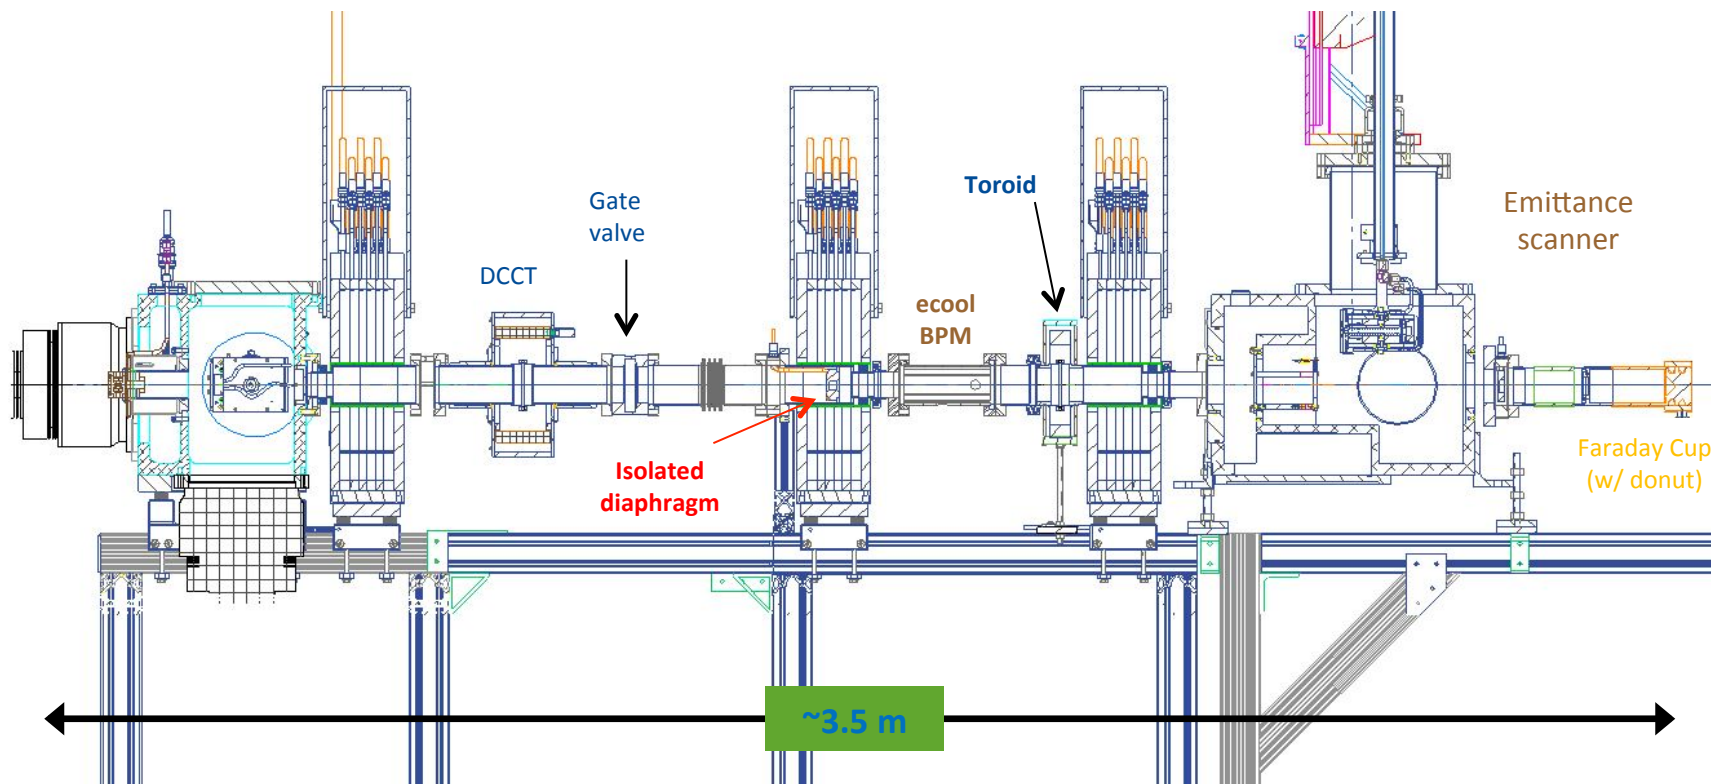 Gate
valve
DCCT
Toroid
ecool
BPM
Emittance
scanner
Isolated
diaphragm
Faraday Cup
(w/ donut)
~3.5 m